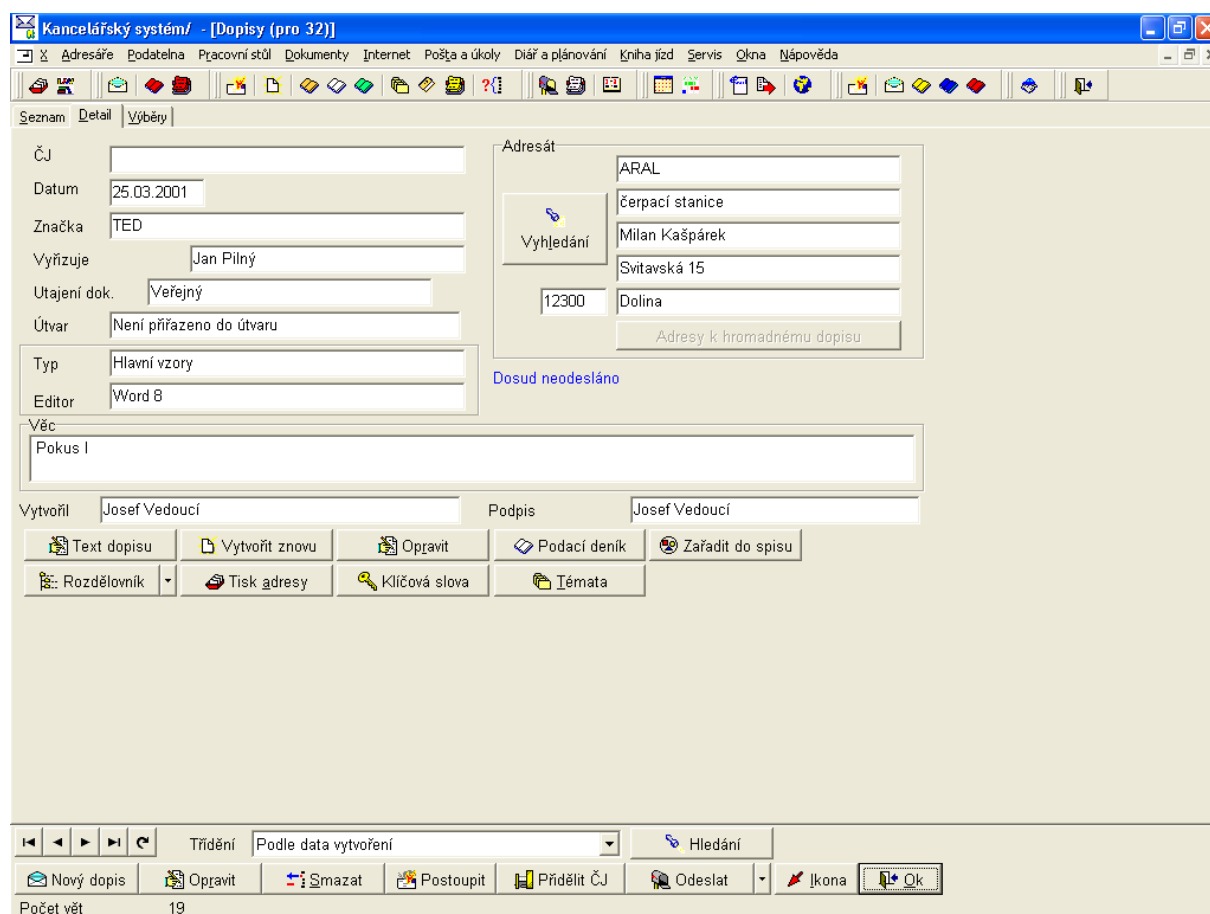 Kancelářský systém/  - [Dopisy (pro 32)]
X Adresáře Podatelna Pracovní stůl Dokumenty Internet Pošta a úkoly Diář a plánování Kniha jízd Servis Okna Nápověda
Seznam Detail Výběry
ČJ
Datum 25.03.2001
Značka TED
Vyřizuje Jan Pilný
Utajení dok. Veřejný
Útvar Není přiřazeno do útvaru
Typ Hlavní vzory
Editor Word 8
Adresát
ARAL
čerpací stanice
Vyhledání
Milan Kašpárek
Svitavská 15
12300 Dolina
Adresy k hromadnému dopisu
Dosud neodesláno
Věc
Pokus I
Vytvořil Josef Vedoucí Podpis Josef Vedoucí
Text dopisu Vytvořit znovu Opravit Podací deník Zařadit do spisu
Rozdělovník Tisk adresy Klíčová slova Témata
Třídění Podle data vytvoření Hledání
Nový dopis Opravit Smazat Postoupit Přidělit ČJ Odeslat Ikona Ok
Počet vět 19